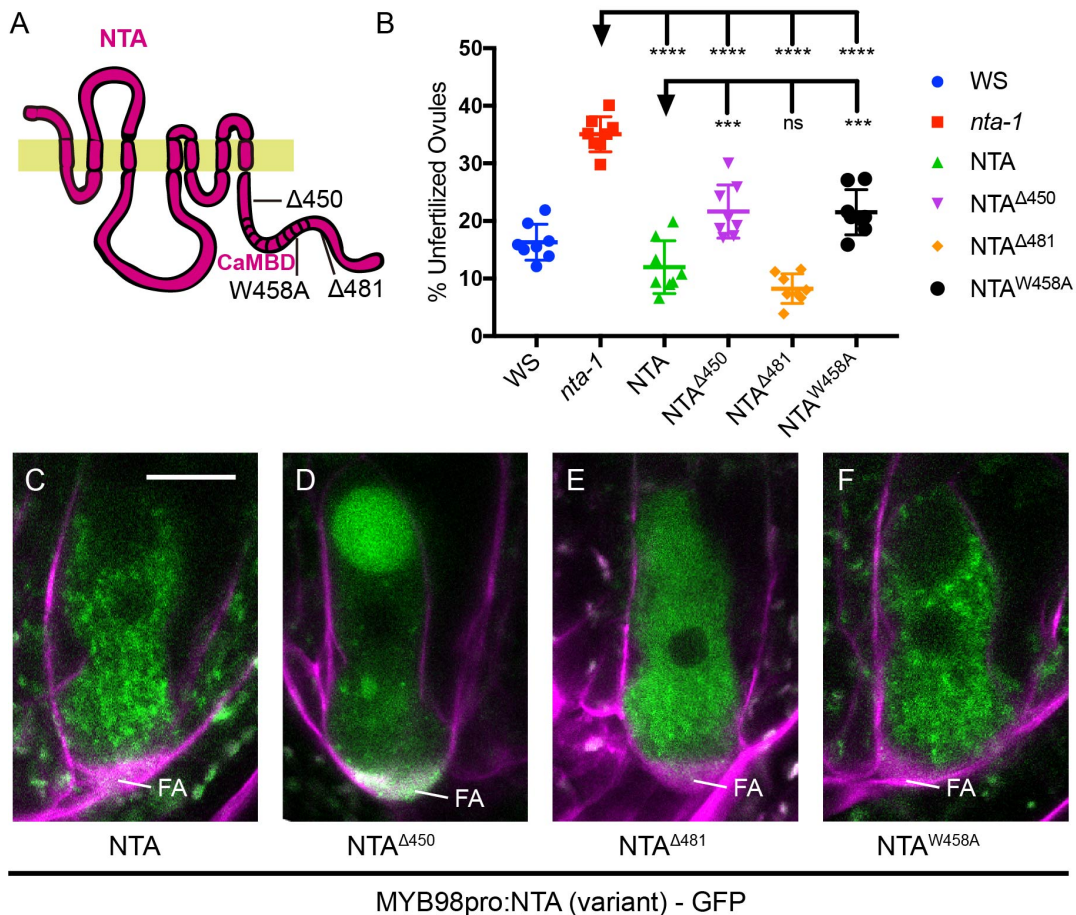 A
NTA
Δ450
CaMBD
W458A
Δ481
B
**** **** **** ****
*** ns ***
% Unfertilized Ovules
50
40
30
20
10
0
WS
nta-1
NTA
NTAΔ450
NTAΔ481
NTAW458A
WS
nta-1
NTA
NTAΔ450
NTAΔ481
NTAW458A
C
FA
NTA
D
FA
NTAΔ450
E
FA
NTAΔ481
F
FA
NTAW458A
MYB98pro:NTA (variant) - GFP